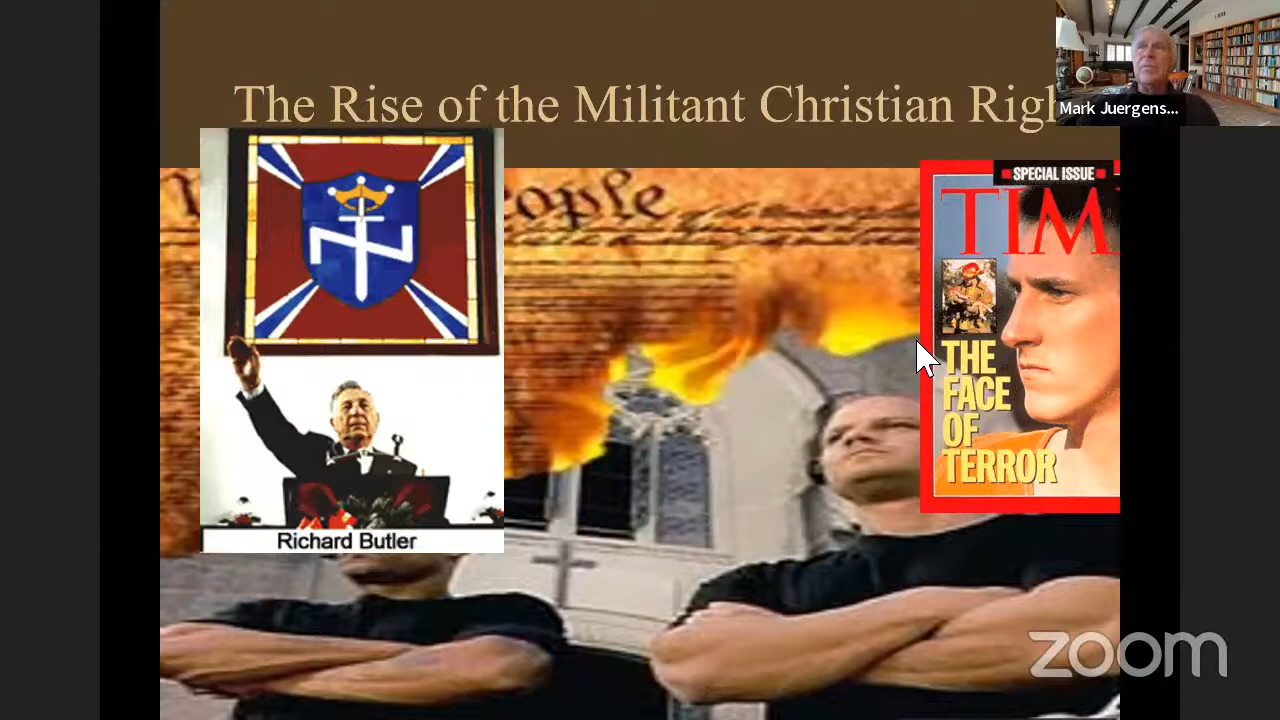 The Rise of the Militant Christian Righ
Mark Juergens...
ople
SPECIAL ISSUE
TIM
THE
FACE
OF
TERROR
Richard Butler
zoom